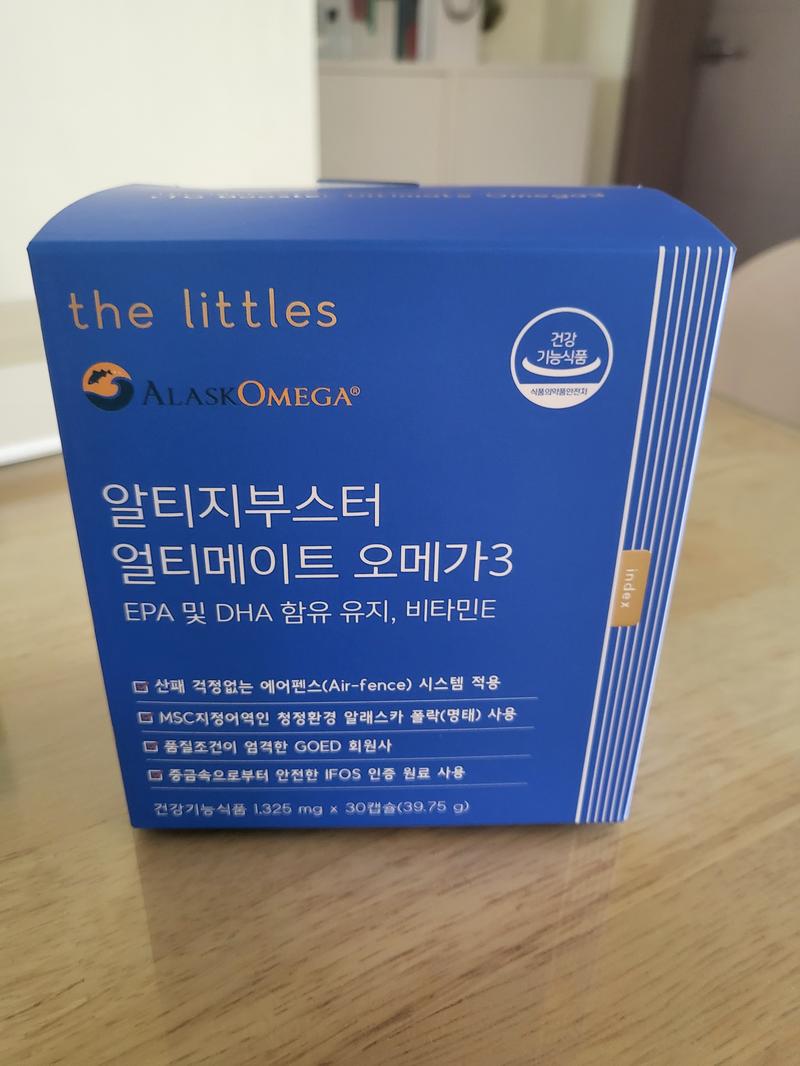 the littles
건강
기능식품
식품의약품안전처
ALASKOMEGA®
알티지부스터
얼티메이트 오메가3
EPA 및 DHA 함유 유지, 비타민E
index
산패 걱정없는 에어펜스(Air-fence) 시스템 적용
MSC지정어역인 청정환경 알래스카 폴락(명태) 사용
품질조건이 엄격한 GOED 회원사
중금속으로부터 안전한 IFOS 인증 원료 사용
건강기능식품 1,325 mg x 30캡슐(39.75 g)